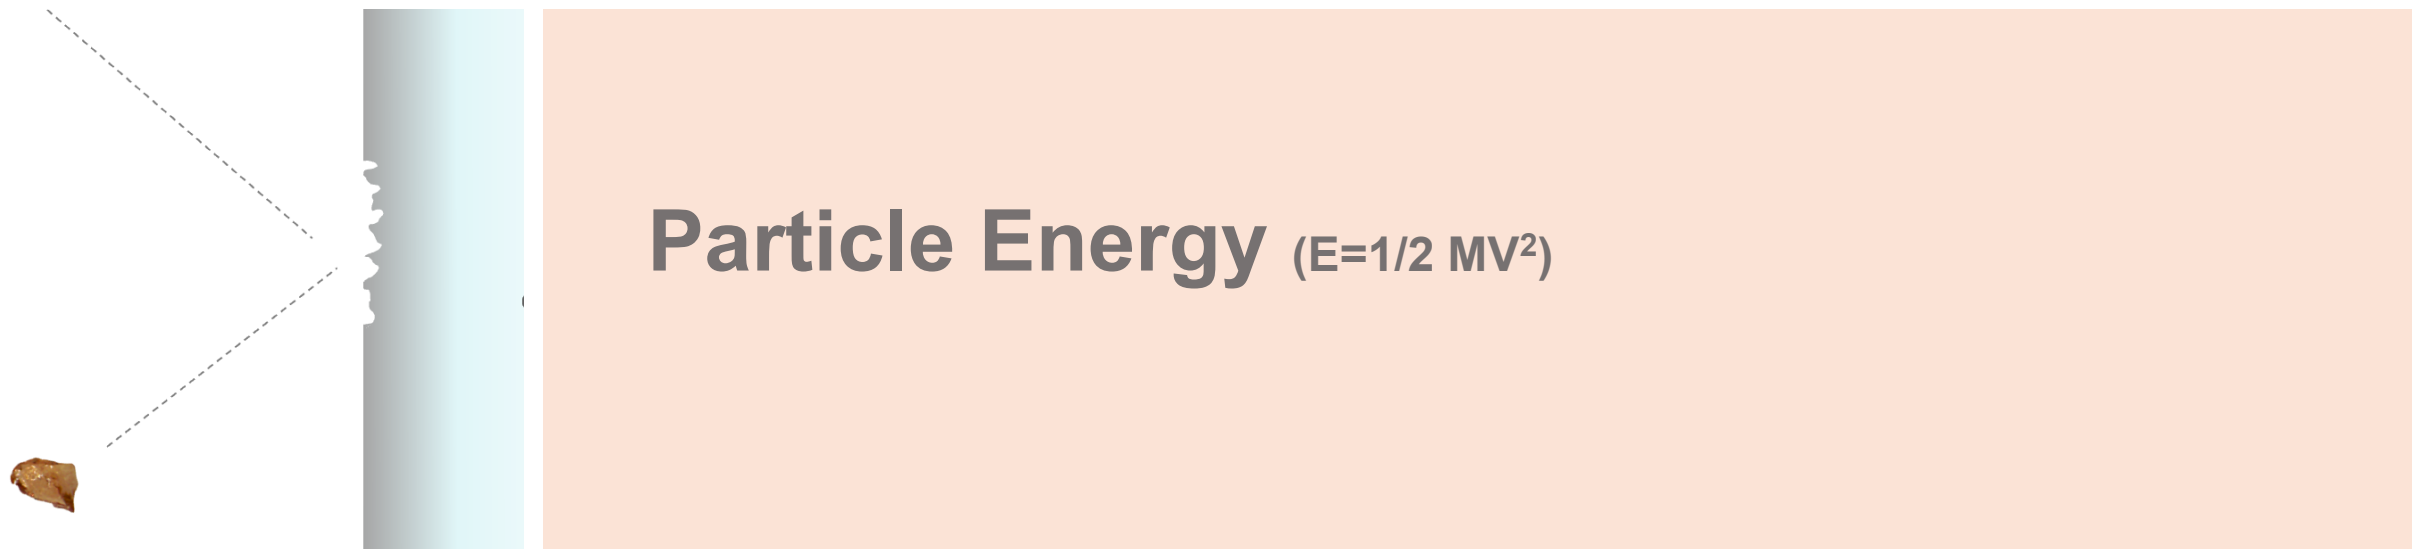 Particle Energy (E=1/2 MV²)